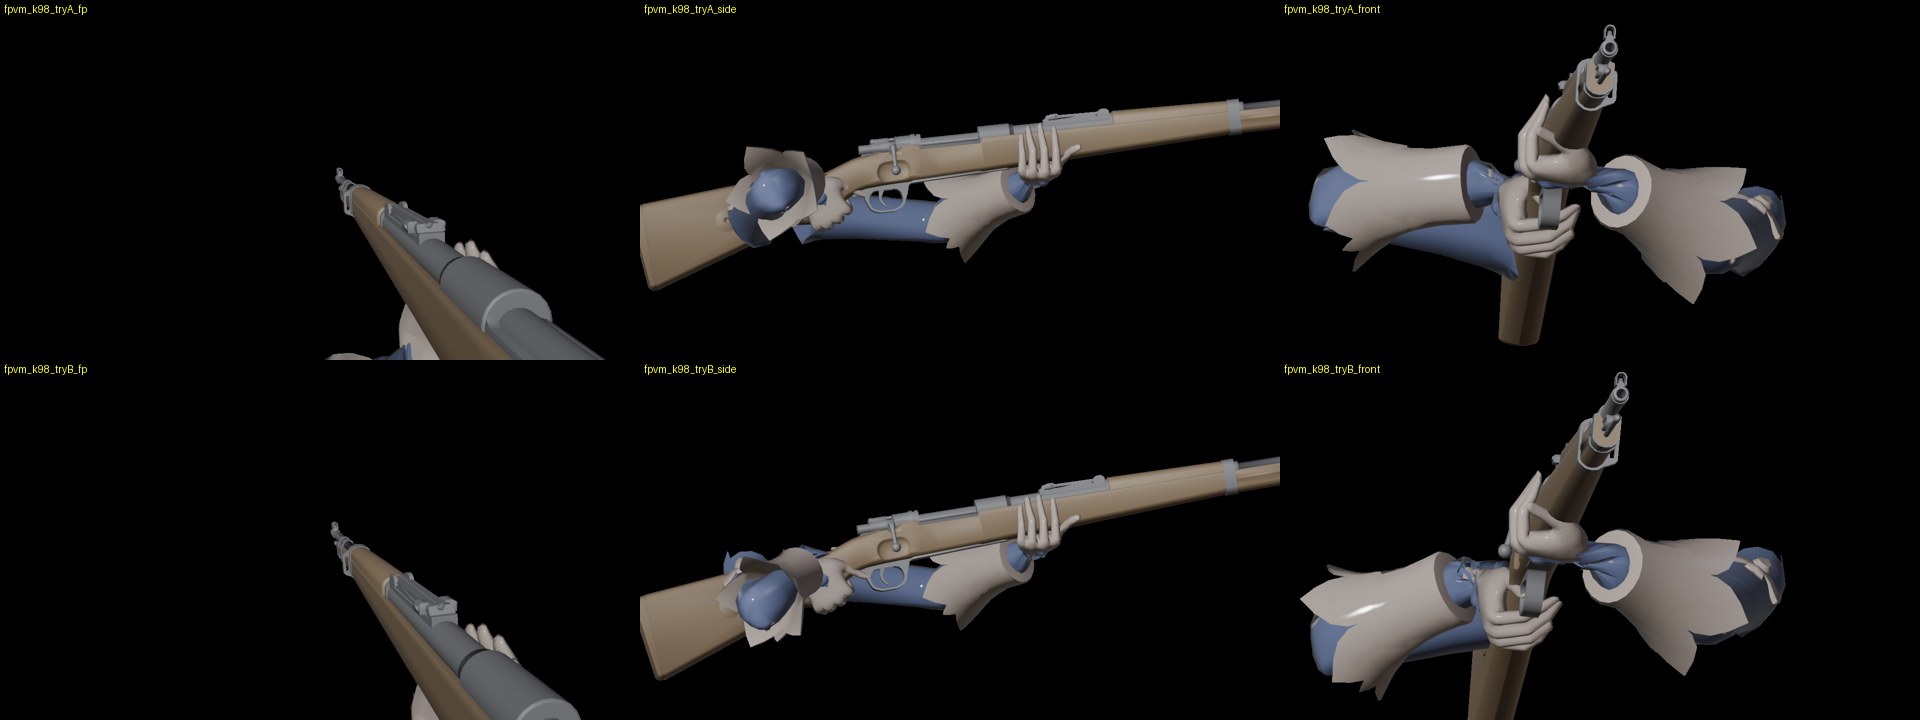 fpvm_k98_tryA_fp
fpvm_k98_tryA_side
fpvm_k98_tryA_front
fpvm_k98_tryB_fp
fpvm_k98_tryB_side
fpvm_k98_tryB_front